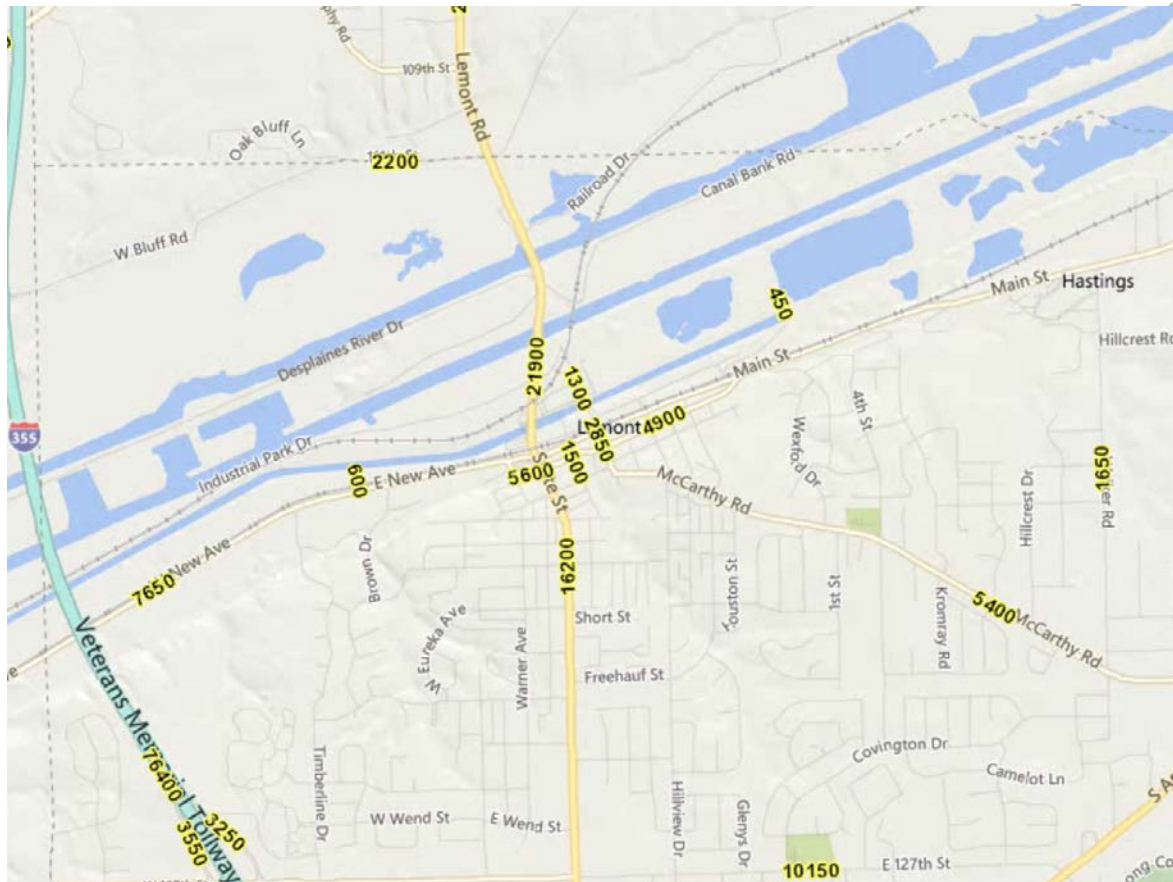 109th St
Lemont Rd
Oak Bluff Ln
2200
Railroad Dr
Canal Bank Rd
W Bluff Rd
Main St
Hastings
450
Desplaines River Dr
Hillcrest Rd
21900
1300
Main St
2850
4900
4th St
355
Industrial Park Dr
600
E New Ave
5600
1500
Wexford Dr
McCarthy Rd
1650
Hillcrest Dr
New Ave
7650
Brown Dr
16200
Houston St
1st St
Kromray Rd
5400
McCarthy Rd
Short St
W Eureka Ave
Warner Ave
Freehauf St
Veterans Memorial Tollway
76400
3250
3550
Timberline Dr
W Wend St
E Wend St
Hillview Dr
Glenys Dr
Covington Dr
Camelot Ln
10150
E 127th St